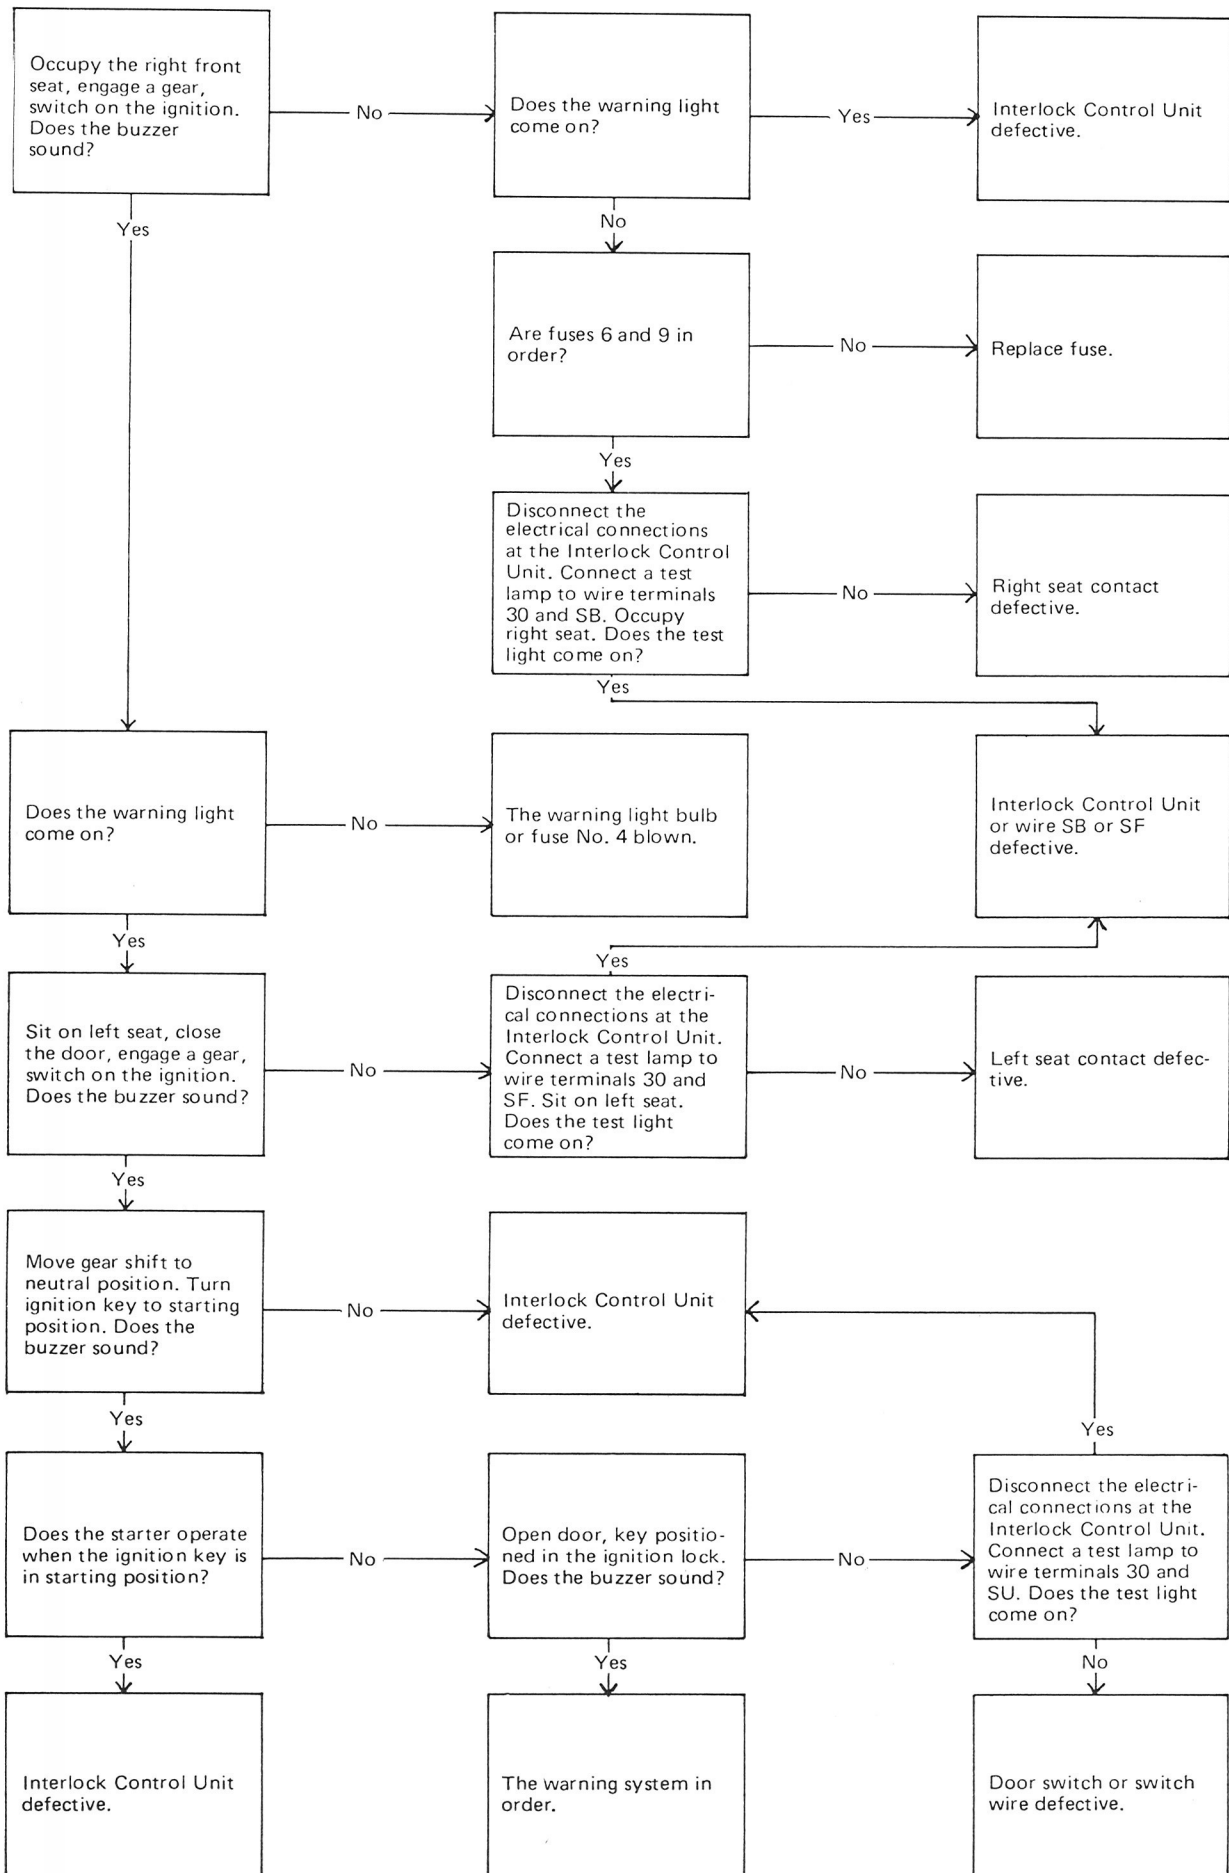 Occupy the right front
seat, engage a gear,
switch on the ignition.
Does the buzzer
sound?
No
Does the warning light
come on?
Yes
Interlock Control Unit
defective.
Yes
No
Are fuses 6 and 9 in
order?
No
Replace fuse.
Yes
Disconnect the
electrical connections
at the Interlock Control
Unit. Connect a test
lamp to wire terminals
30 and SB. Occupy
right seat. Does the test
light come on?
No
Right seat contact
defective.
Yes
Does the warning light
come on?
No
The warning light bulb
or fuse No. 4 blown.
Interlock Control Unit
or wire SB or SF
defective.
Yes
Yes
Sit on left seat, close
the door, engage a gear,
switch on the ignition.
Does the buzzer sound?
No
Disconnect the electri-
cal connections at the
Interlock Control Unit.
Connect a test lamp to
wire terminals 30 and
SF. Sit on left seat.
Does the test light
come on?
No
Left seat contact defec-
tive.
Yes
Move gear shift to
neutral position. Turn
ignition key to starting
position. Does the
buzzer sound?
No
Interlock Control Unit
defective.
Yes
Yes
Does the starter operate
when the ignition key is
in starting position?
No
Open door, key positio-
ned in the ignition lock.
Does the buzzer sound?
No
Disconnect the electri-
cal connections at the
Interlock Control Unit.
Connect a test lamp to
wire terminals 30 and
SU. Does the test light
come on?
Yes
Yes
No
Interlock Control Unit
defective.
The warning system in
order.
Door switch or switch
wire defective.